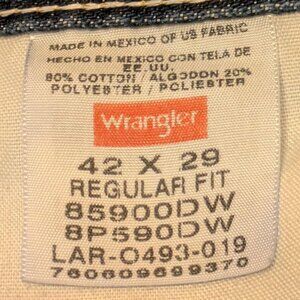 MADE IN MEXICO OF US FABRIC
HECHO EN MEXICO CON TELA DE
EE.UU.
80% COTTON / ALGODON 20%
POLYESTER / POLIESTER
Wrangler
42 X 29
REGULAR FIT
85900DW
8P590DW
LAR-O493-019
760609699370